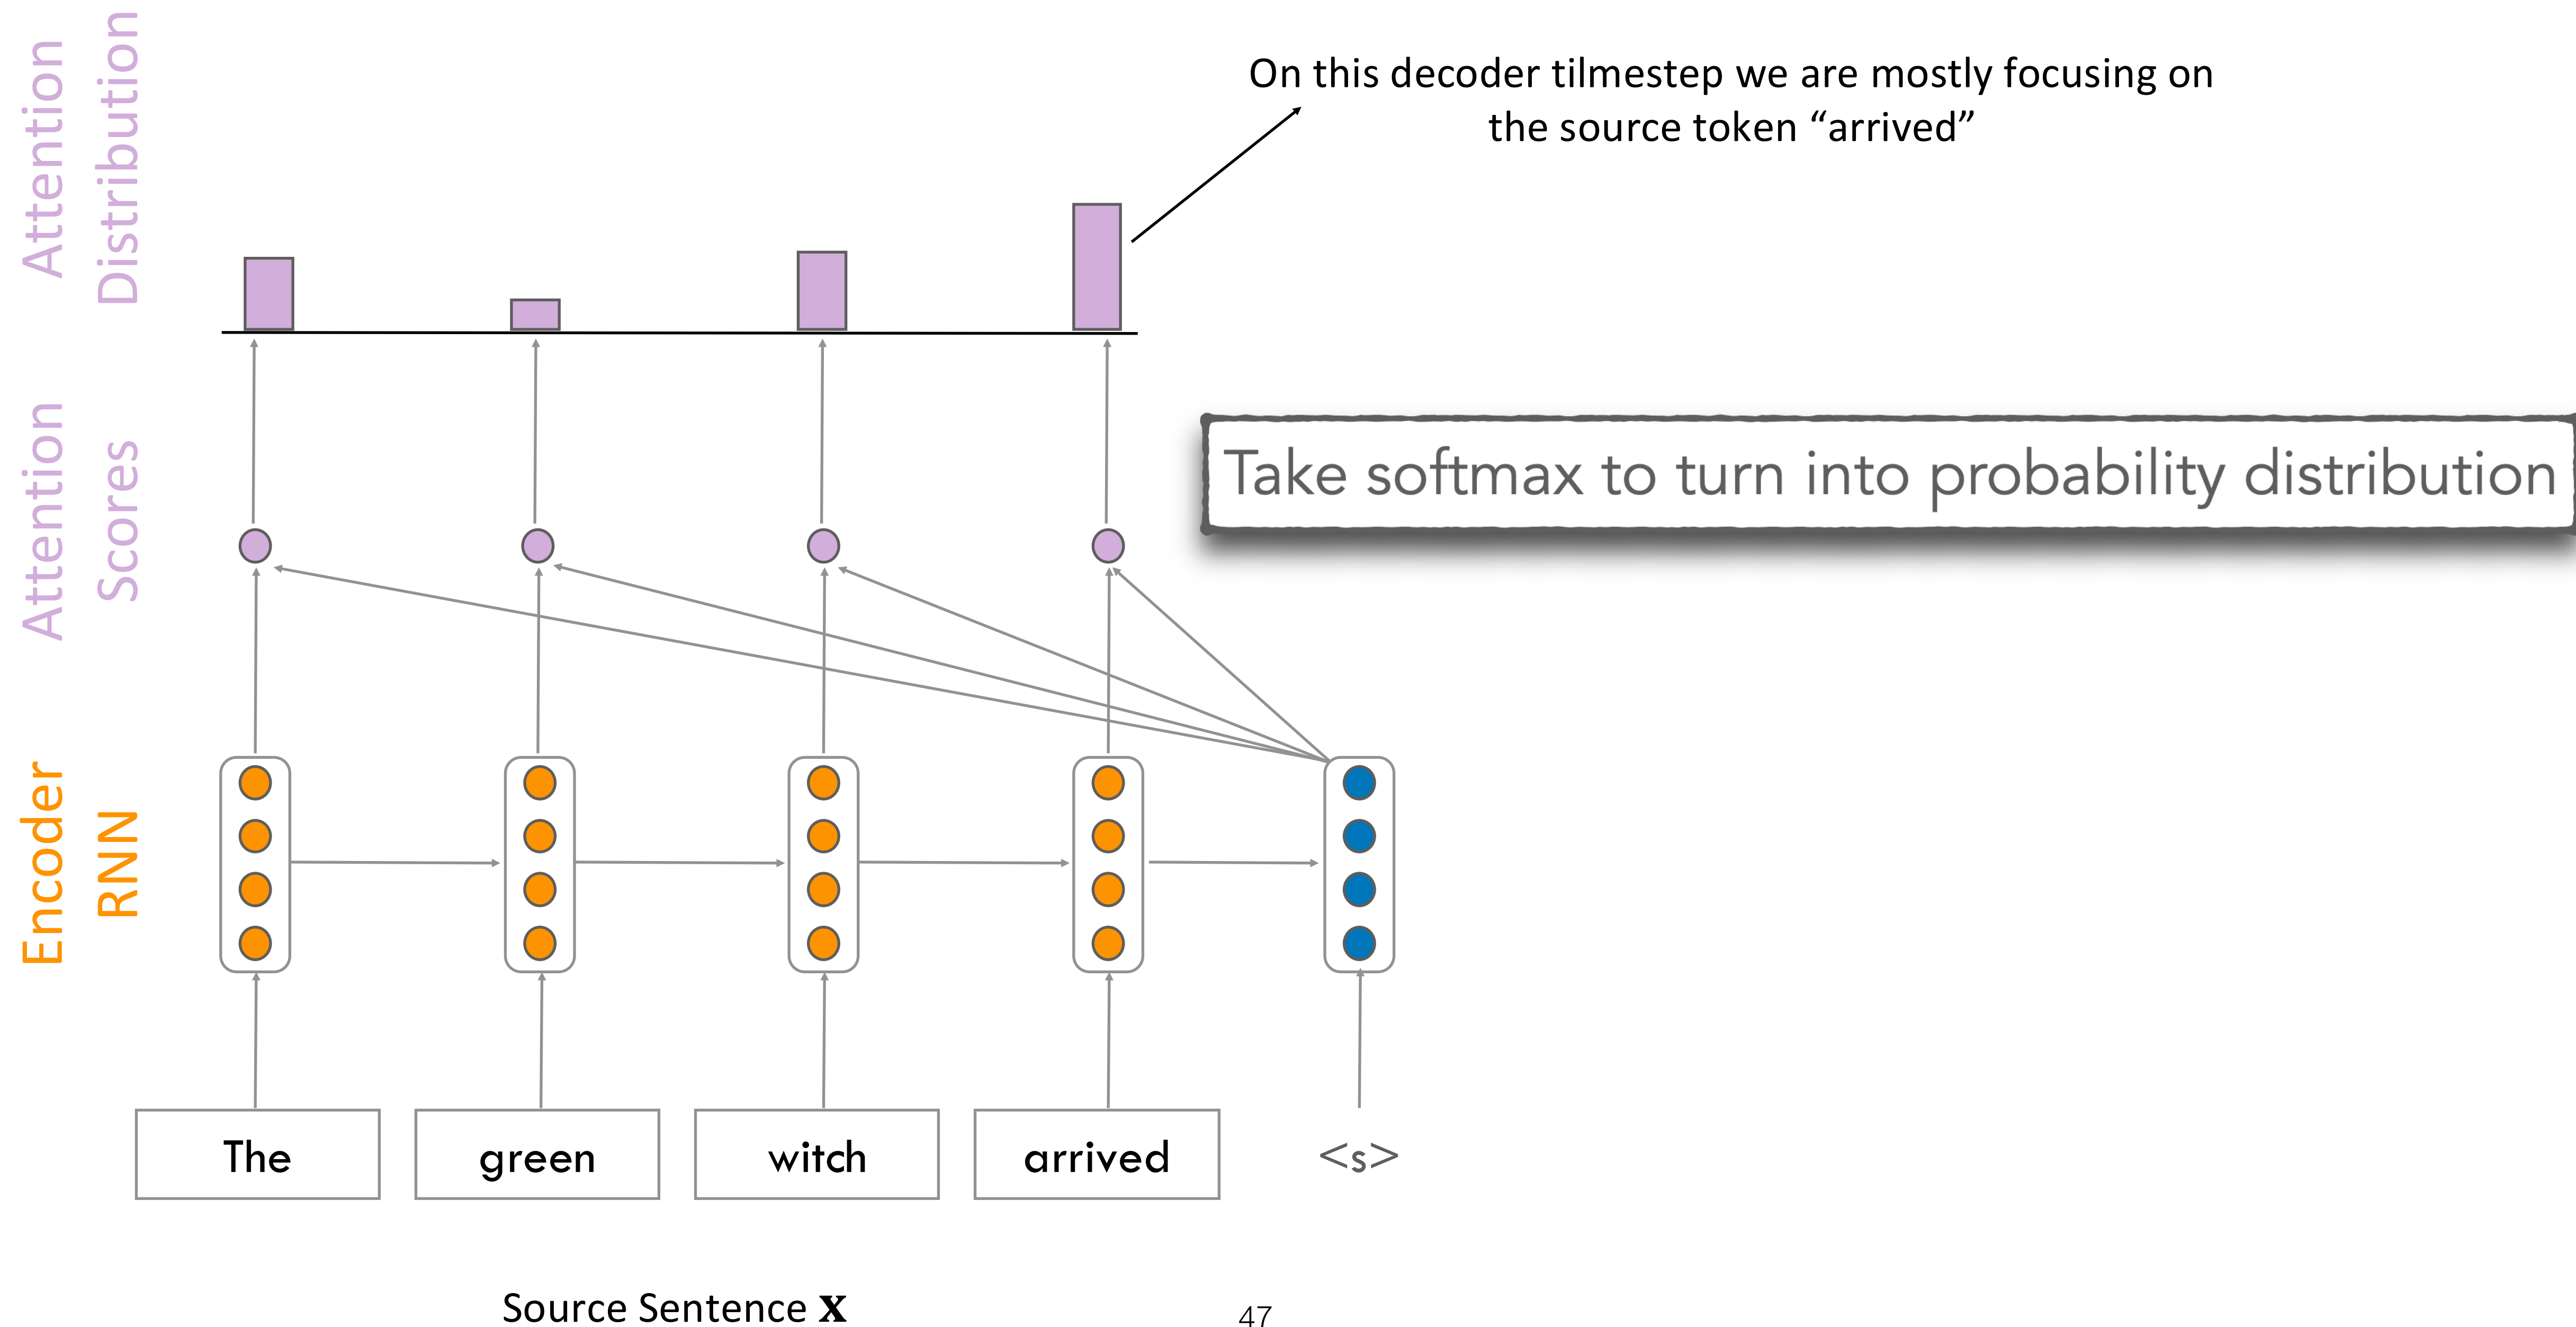 On this decoder tilmestep we are mostly focusing on
the source token “arrived”
Attention
Distribution
Take softmax to turn into probability distribution
Attention
Scores
Encoder
RNN
The
green
witch
arrived
<s>
Source Sentence x
47